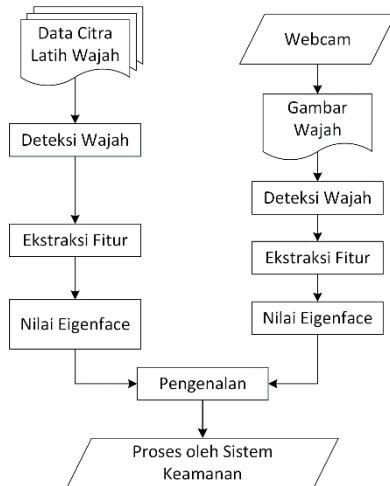 Data Citra
Latih Wajah
Deteksi Wajah
Ekstraksi Fitur
Nilai Eigenface
Webcam
Gambar
Wajah
Deteksi Wajah
Ekstraksi Fitur
Nilai Eigenface
Pengenalan
Proses oleh Sistem
Keamanan